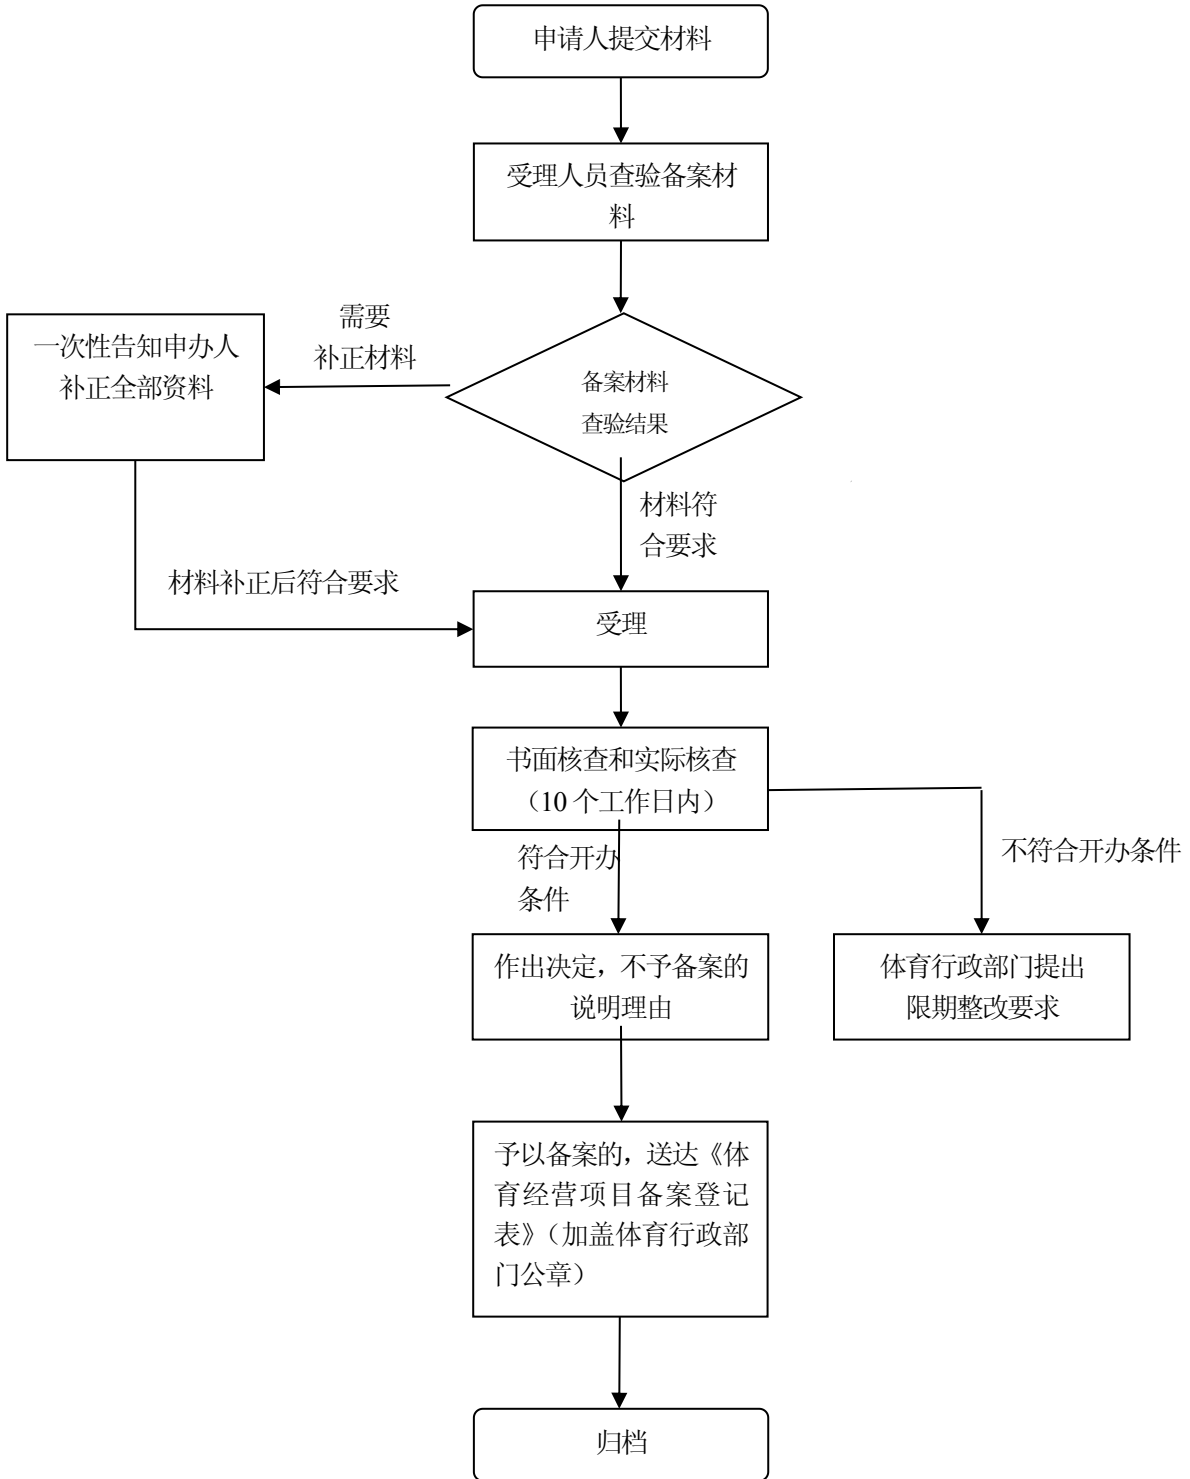 申请人提交材料
受理人员查验备案材
料
需要
补正材料
一次性告知申办人
补正全部资料
备案材料
查验结果
材料符
合要求
材料补正后符合要求
受理
书面核查和实际核查
（10 个工作日内）
符合开办
条件
不符合开办条件
作出决定，不予备案的
说明理由
体育行政部门提出
限期整改要求
予以备案的，送达《体
育经营项目备案登记
表》（加盖体育行政部
门公章）
归档